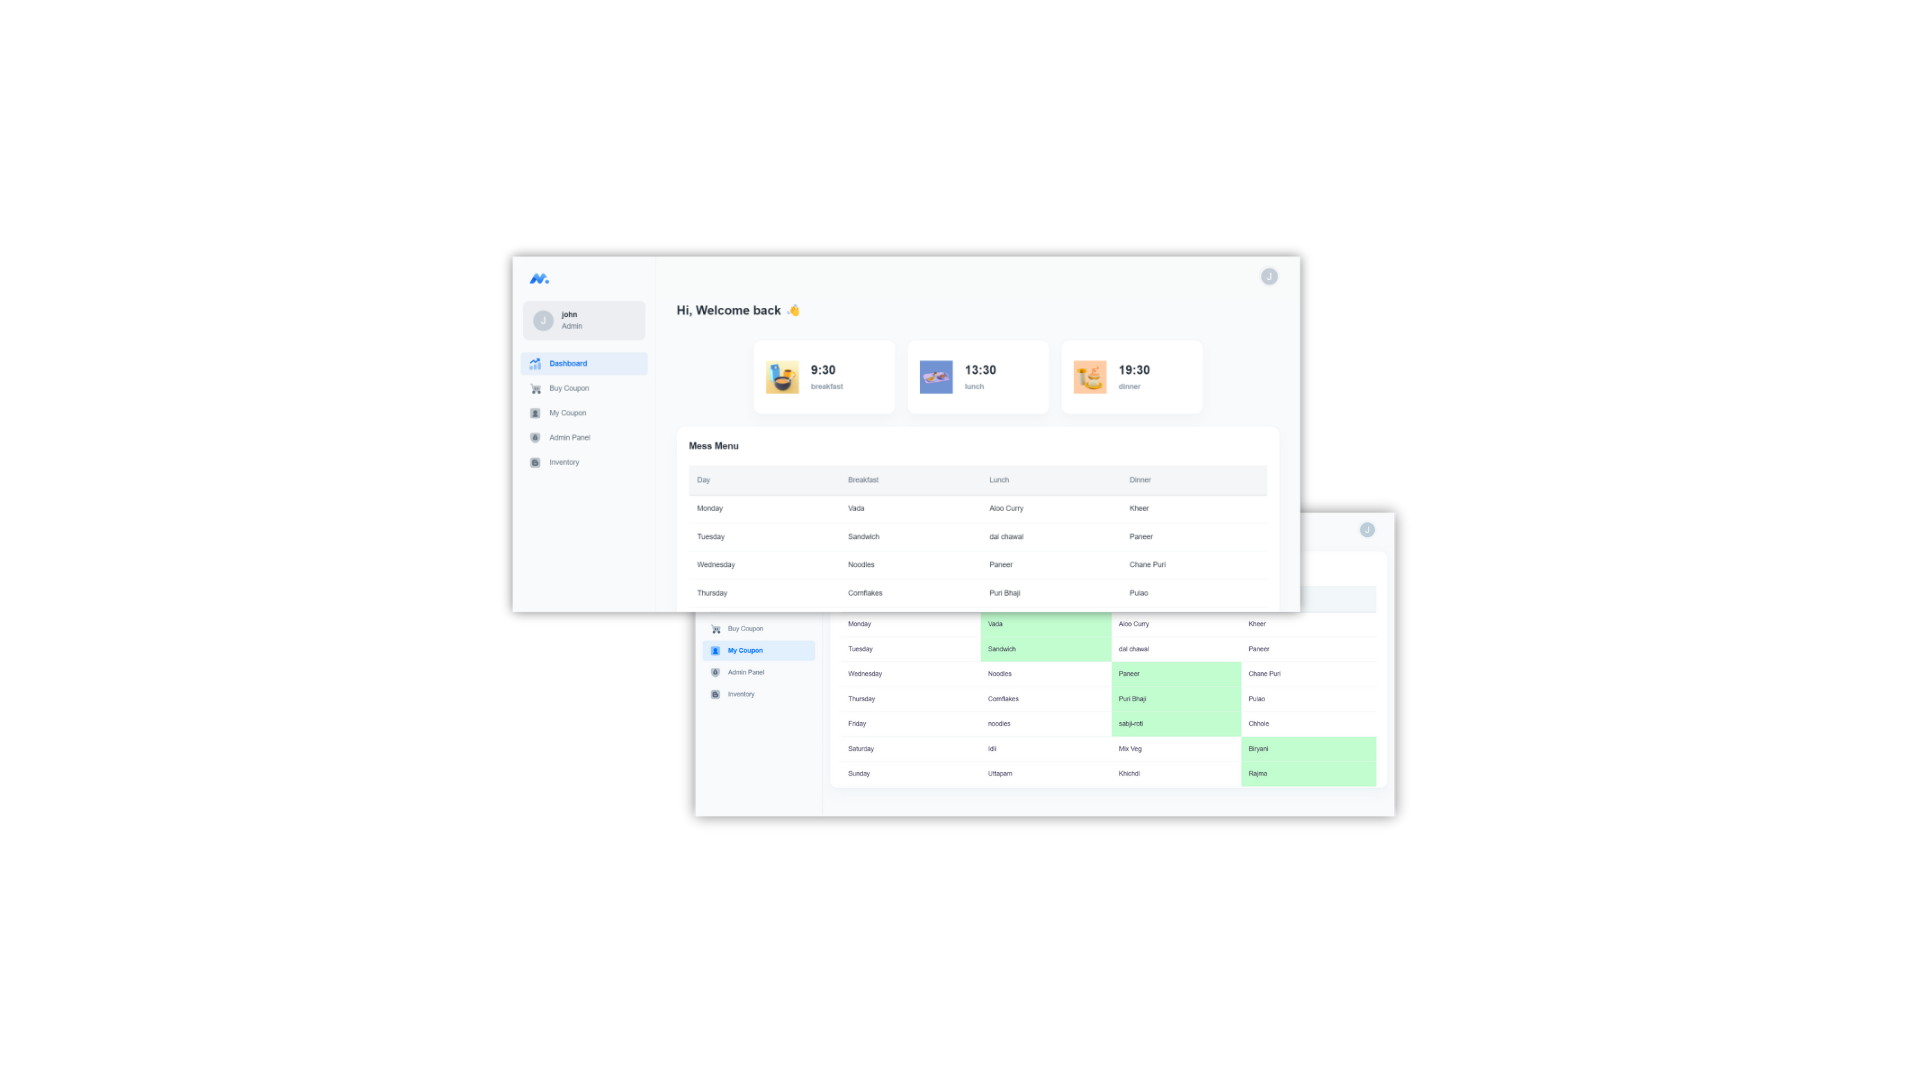 J
Hi, Welcome back
J
john
Admin
Dashboard
Buy Coupon
My Coupon
Admin Panel
Inventory
9:30
breakfast
13:30
lunch
19:30
dinner
Mess Menu
Day Breakfast Lunch Dinner
Monday Vada Aloo Curry Kheer
Tuesday Sandwich dal chawal Paneer
Wednesday Noodles Paneer Chane Puri
Thursday Cornflakes Puri Bhaji Pulao
J
Buy Coupon
My Coupon
Admin Panel
Inventory
Monday Vada Aloo Curry Kheer
Tuesday Sandwich dal chawal Paneer
Wednesday Noodles Paneer Chane Puri
Thursday Cornflakes Puri Bhaji Pulao
Friday noodles sabji-roti Chhole
Saturday Idli Mix Veg Biryani
Sunday Uttapam Khichdi Rajma